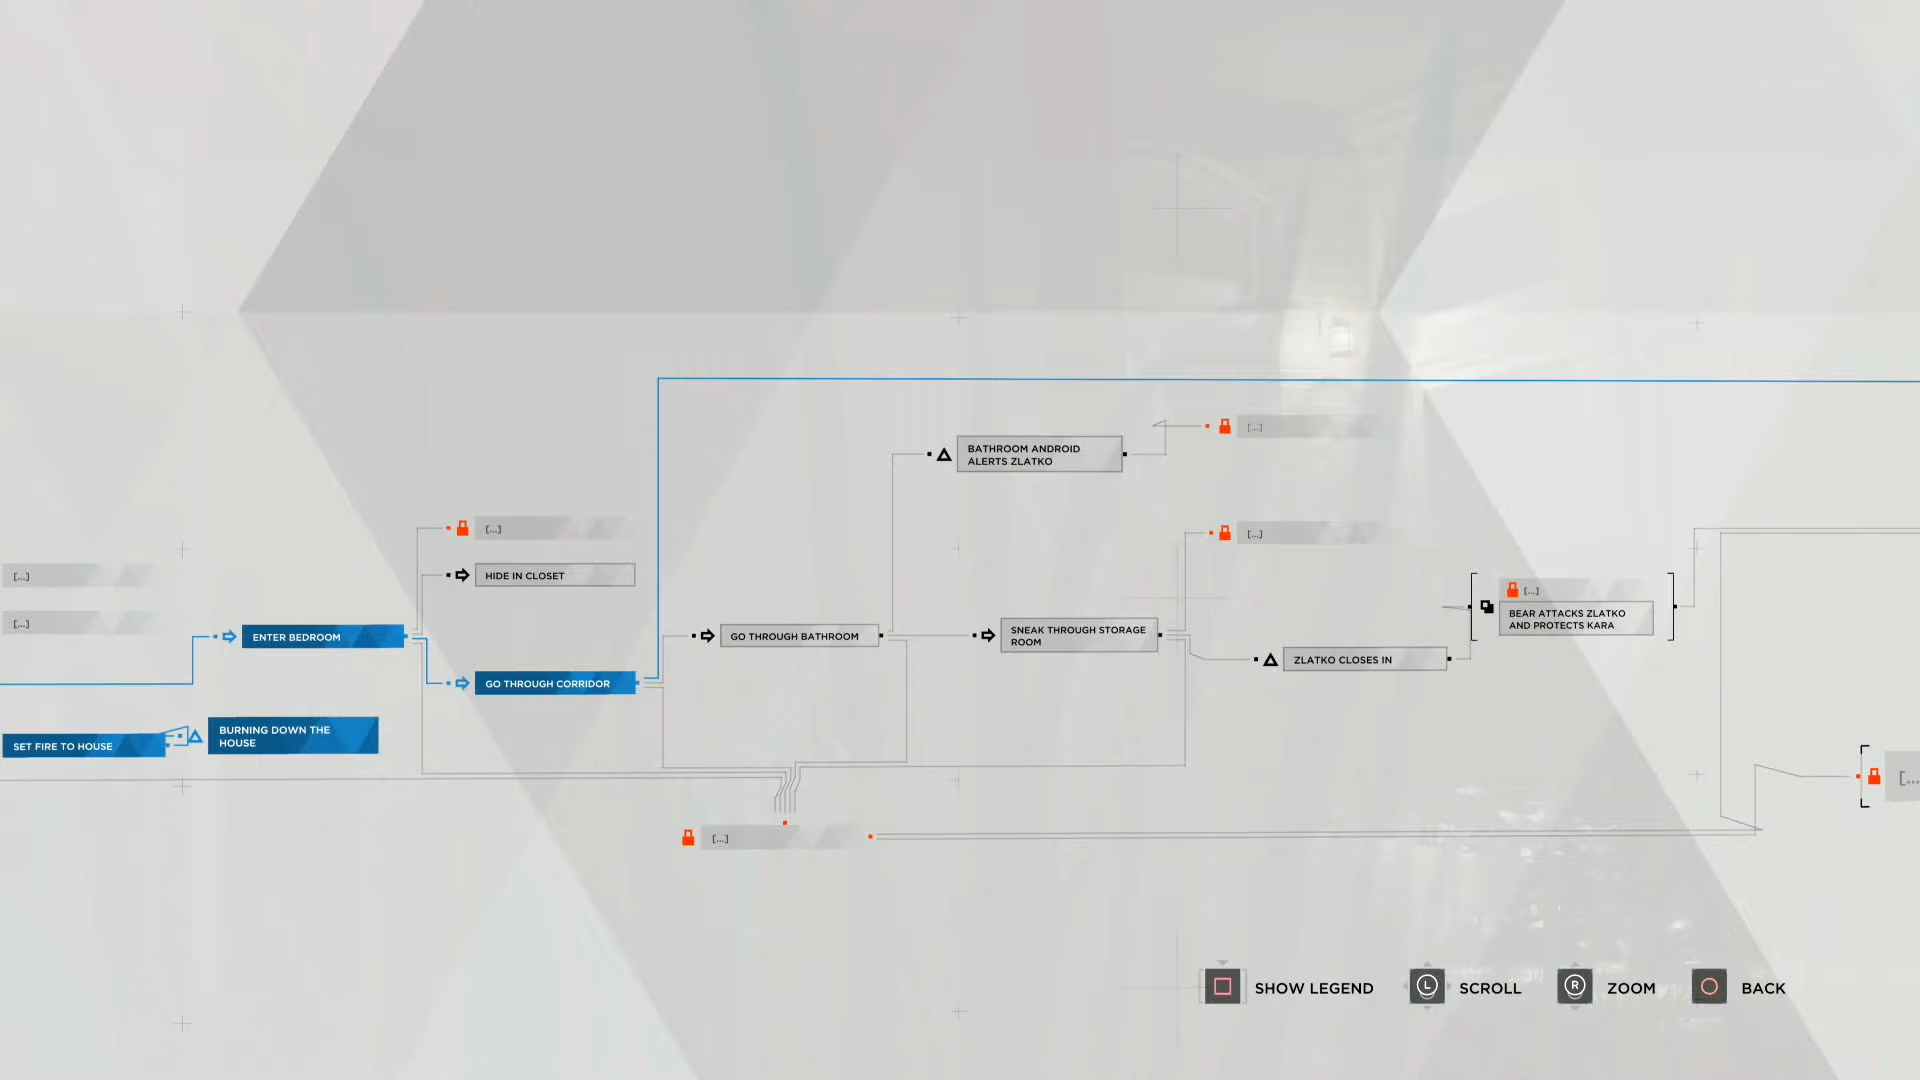 BATHROOM ANDROID
ALERTS ZLATKO
[...]
[...]
[...]
[...]
HIDE IN CLOSET
[...]
BEAR ATTACKS ZLATKO
AND PROTECTS KARA
[...]
ENTER BEDROOM
GO THROUGH BATHROOM
SNEAK THROUGH STORAGE
ROOM
ZLATKO CLOSES IN
GO THROUGH CORRIDOR
BURNING DOWN THE
HOUSE
SET FIRE TO HOUSE
[...
[...]
SHOW LEGEND
L
SCROLL
R
ZOOM
BACK